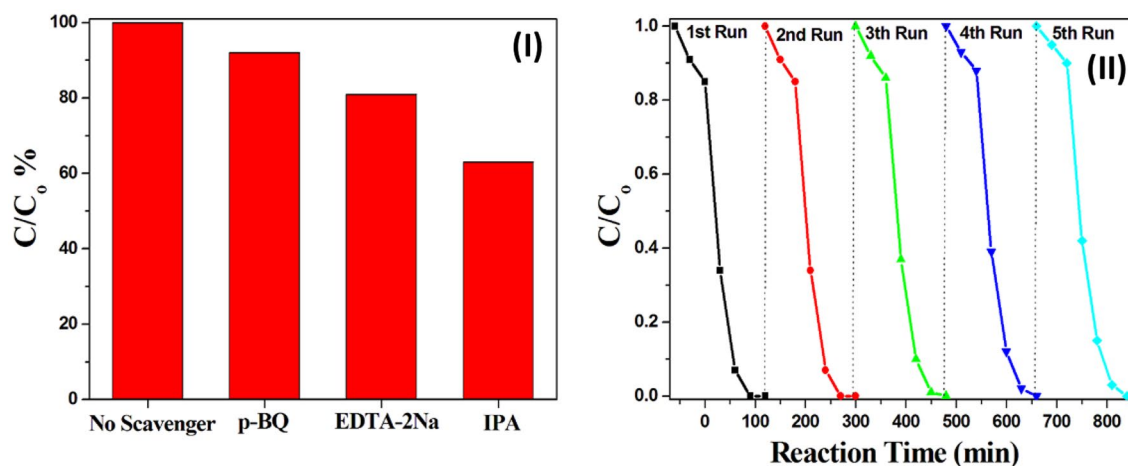 (I)
C/Co %
100
80
60
40
20
0
No Scavenger p-BQ EDTA-2Na IPA
(II)
1st Run 2nd Run 3th Run 4th Run 5th Run
C/Co
1.0
0.8
0.6
0.4
0.2
0.0
0 100 200 300 400 500 600 700 800
Reaction Time (min)